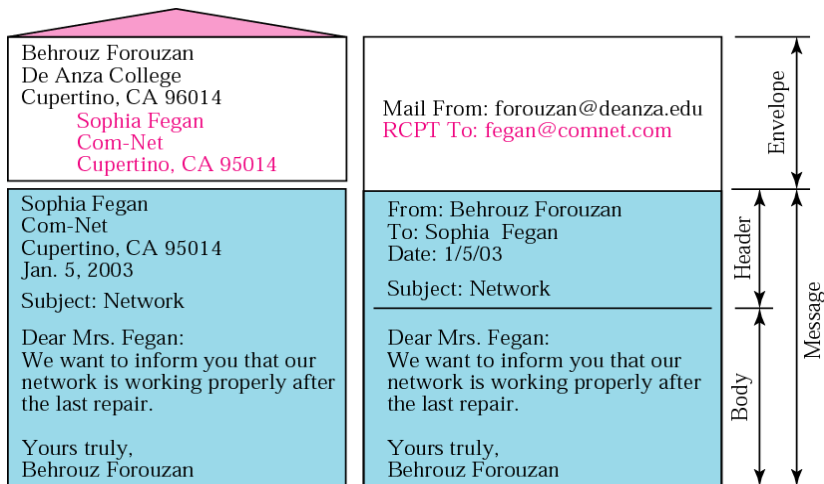 Behrouz Forouzan
De Anza College
Cupertino, CA 96014
Sophia Fegan
Com-Net
Cupertino, CA 95014
Sophia Fegan
Com-Net
Cupertino, CA 95014
Jan. 5, 2003
Subject: Network
Dear Mrs. Fegan:
We want to inform you that our
network is working properly after
the last repair.
Yours truly,
Behrouz Forouzan
Mail From: forouzan@deanza.edu
RCPT To: fegan@comnet.com
From: Behrouz Forouzan
To: Sophia Fegan
Date: 1/5/03
Subject: Network
Dear Mrs. Fegan:
We want to inform you that our
network is working properly after
the last repair.
Yours truly,
Behrouz Forouzan
Envelope
Header
Body
Message